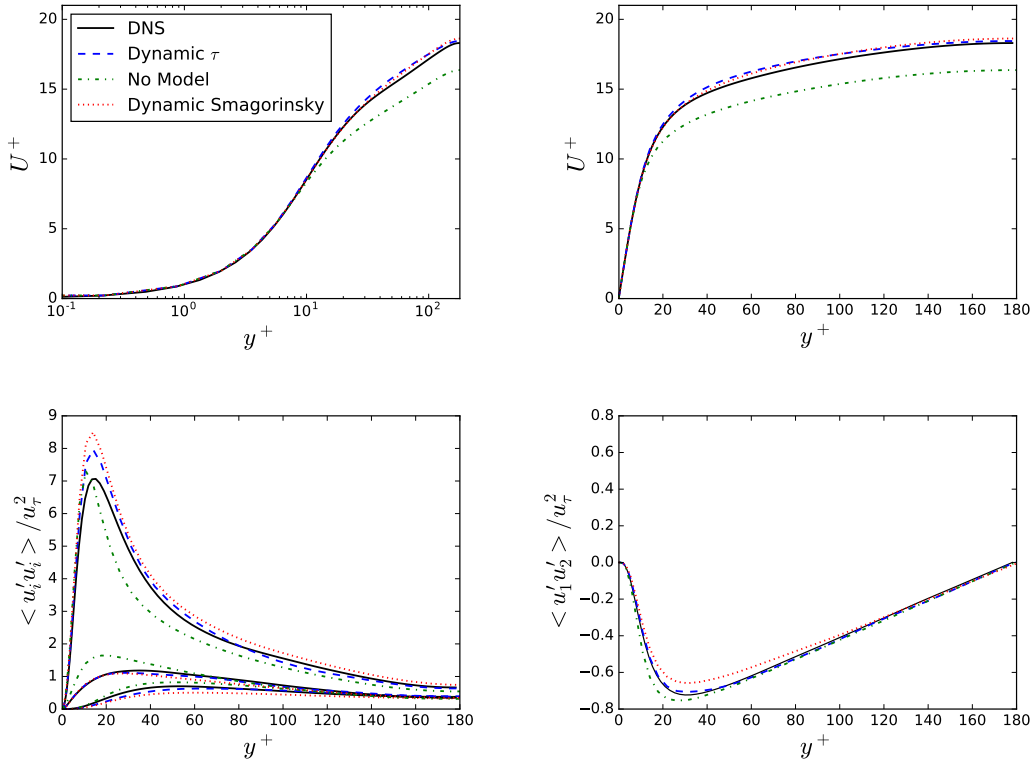 20
15
10
5
0
U⁺
DNS
Dynamic τ
No Model
Dynamic Smagorinsky
10⁻¹ 10⁰ 10¹ 10²
y⁺
20
15
10
5
0
U⁺
0 20 40 60 80 100 120 140 160 180
y⁺
9
8
7
6
5
4
3
2
1
0
< u′ᵢu′ᵢ > /u²_τ
0 20 40 60 80 100 120 140 160 180
y⁺
0.8
0.6
0.4
0.2
0.0
−0.2
−0.4
−0.6
−0.8
< u′₁u′₂ > /u²_τ
0 20 40 60 80 100 120 140 160 180
y⁺